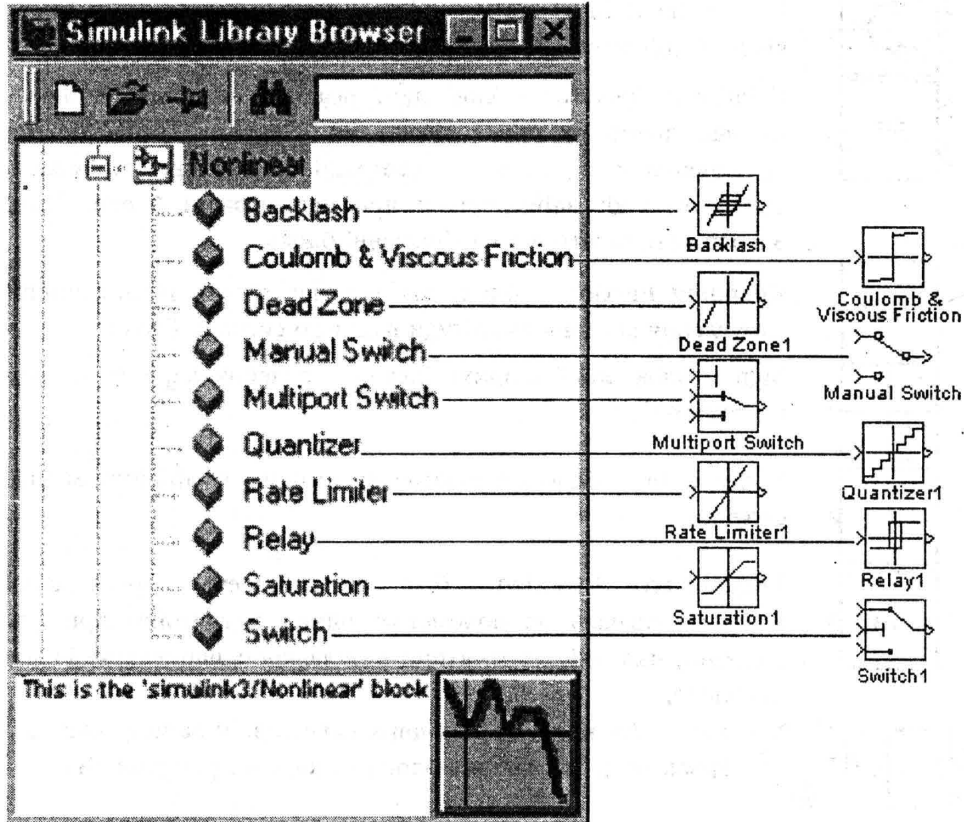 Simulink Library Browser
Nonlinear
Backlash
Coulomb & Viscous Friction
Dead Zone
Manual Switch
Multiport Switch
Quantizer
Rate Limiter
Relay
Saturation
Switch
Backlash
Coulomb &
Viscous Friction
Dead Zone1
Manual Switch
Multiport Switch
Quantizer1
Rate Limiter1
Relay1
Saturation1
Switch1
This is the 'simulink3/Nonlinear' block